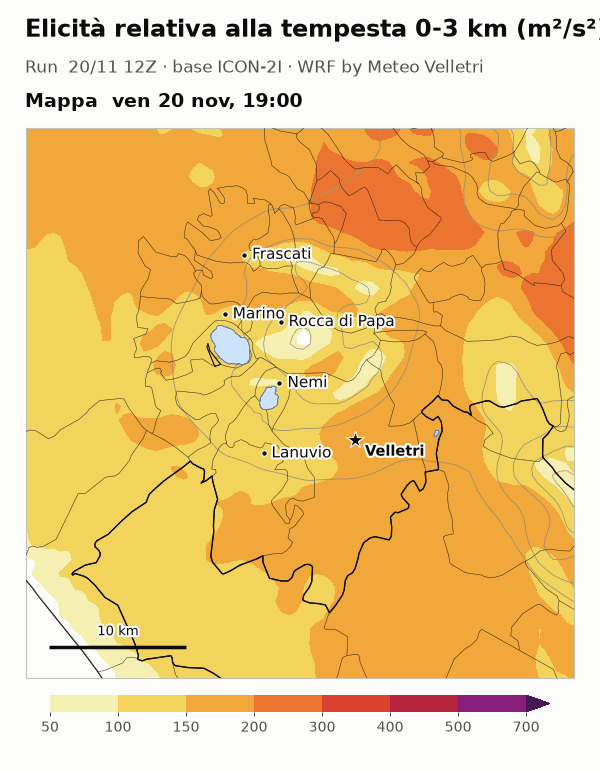 Elicità relativa alla tempesta 0-3 km (m²/s²)
Run  20/11 12Z · base ICON-2I · WRF by Meteo Velletri
Mappa  ven 20 nov, 19:00
Frascati
Marino
Rocca di Papa
Nemi
Velletri
Lanuvio
10 km
50 100 150 200 300 400 500 700